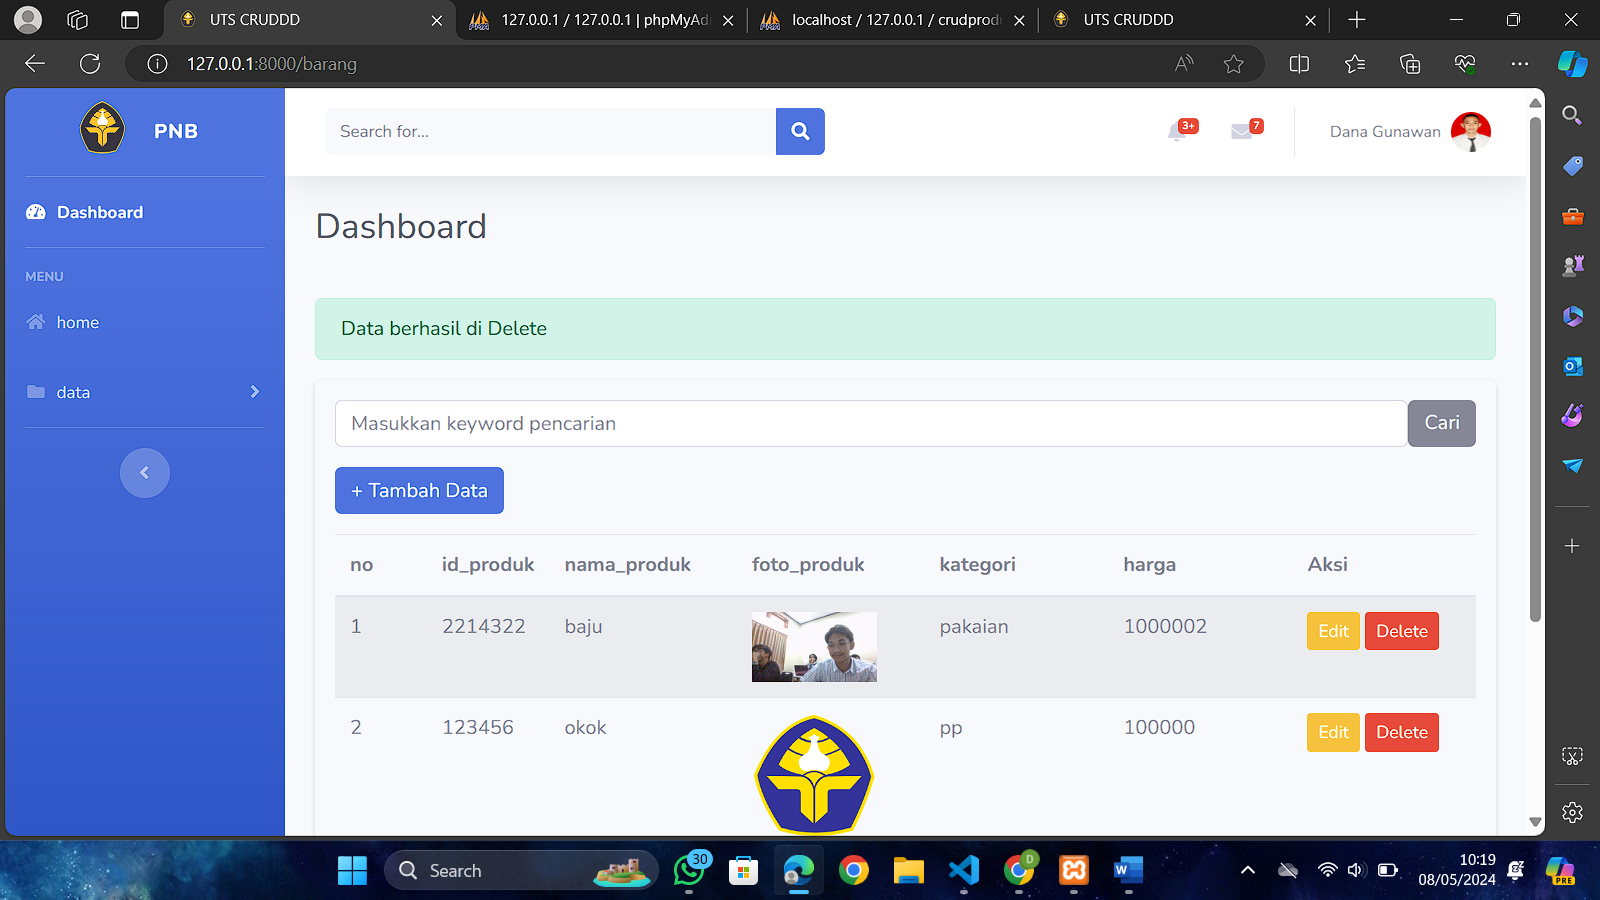 UTS CRUDDD
127.0.0.1 / 127.0.0.1 | phpMyAd
localhost / 127.0.0.1 / crudprodu
UTS CRUDDD
127.0.0.1:8000/barang
PNB
Search for...
3+
7
Dana Gunawan
Dashboard
Dashboard
MENU
home
data
Data berhasil di Delete
Masukkan keyword pencarian
Cari
+ Tambah Data
no id_produk nama_produk foto_produk kategori harga Aksi
1 2214322 baju pakaian 1000002 Edit Delete
2 123456 okok pp 100000 Edit Delete
Search
30
D
10:19
08/05/2024
PRE